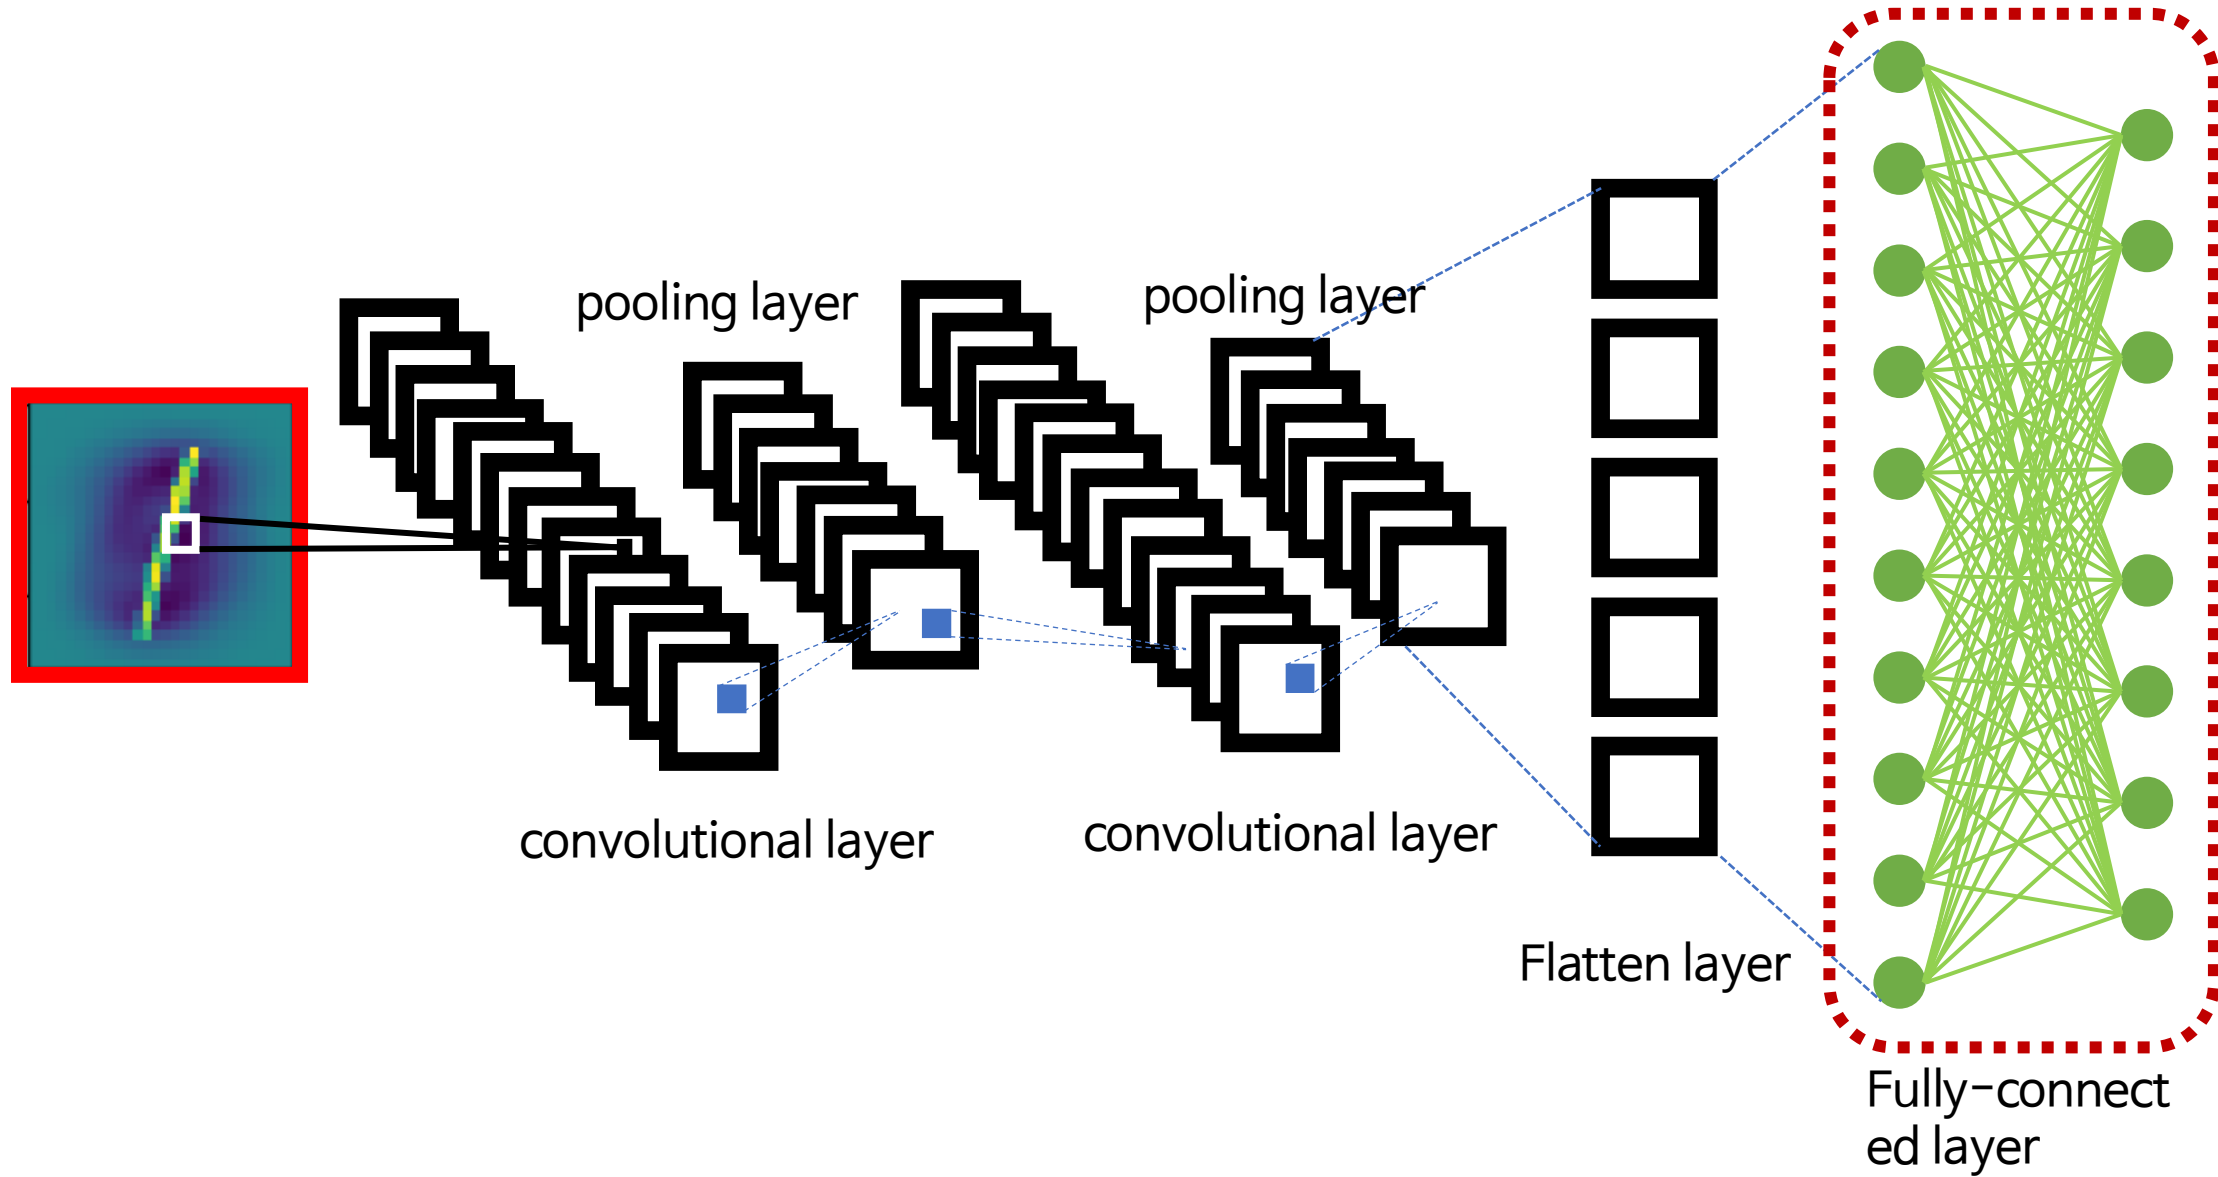 pooling layer
pooling layer
convolutional layer
convolutional layer
Flatten layer
Fully-connect
ed layer